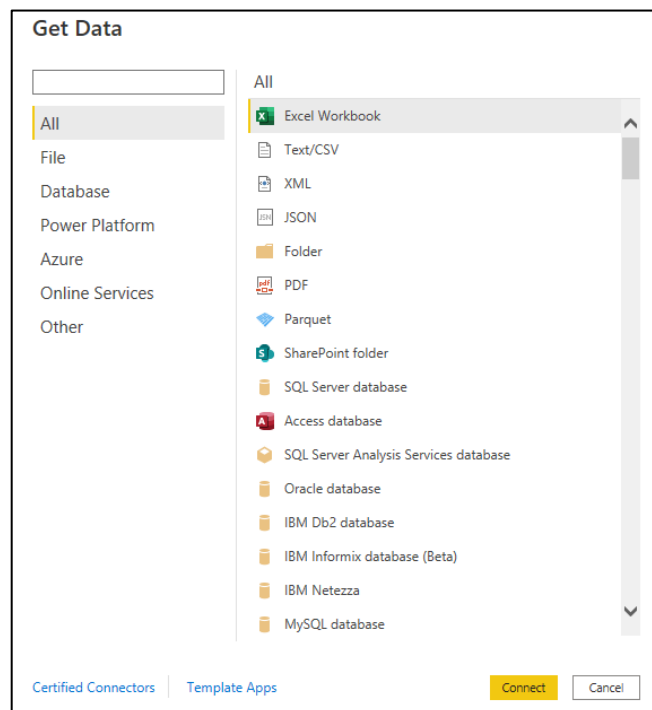 Get Data
All
File
Database
Power Platform
Azure
Online Services
Other
All
Excel Workbook
Text/CSV
XML
JSON
Folder
PDF
Parquet
SharePoint folder
SQL Server database
Access database
SQL Server Analysis Services database
Oracle database
IBM Db2 database
IBM Informix database (Beta)
IBM Netezza
MySQL database
Certified Connectors
Template Apps
Connect
Cancel